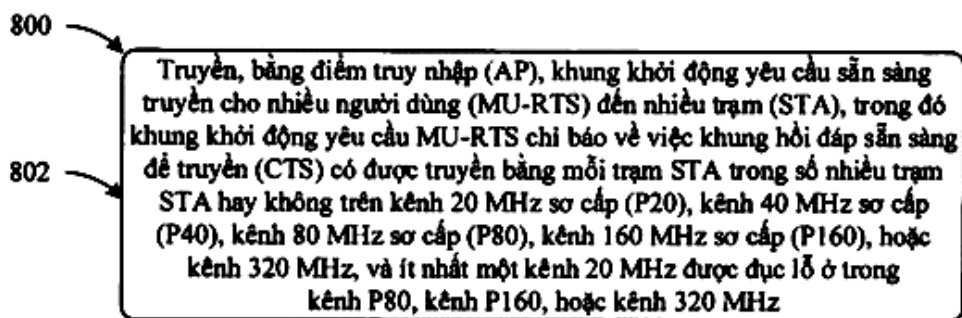 800
Truyền, bằng điểm truy nhập (AP), khung khởi động yêu cầu sẵn sàng
truyền cho nhiều người dùng (MU-RTS) đến nhiều trạm (STA), trong đó
khung khởi động yêu cầu MU-RTS chỉ báo về việc khung hồi đáp sẵn sàng
để truyền (CTS) có được truyền bằng mỗi trạm STA trong số nhiều trạm
802
STA hay không trên kênh 20 MHz sơ cấp (P20), kênh 40 MHz sơ cấp
(P40), kênh 80 MHz sơ cấp (P80), kênh 160 MHz sơ cấp (P160), hoặc
kênh 320 MHz, và ít nhất một kênh 20 MHz được đục lỗ ở trong
kênh P80, kênh P160, hoặc kênh 320 MHz